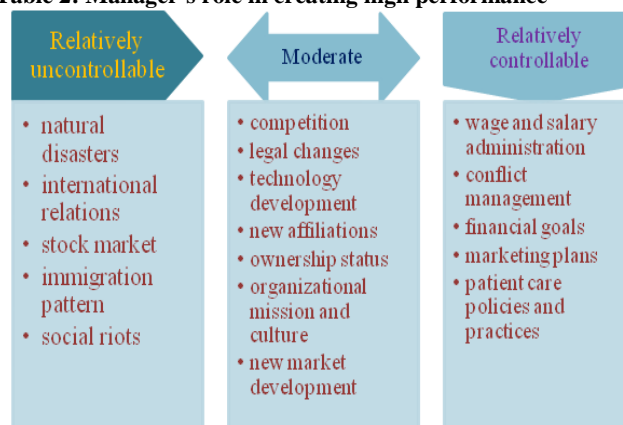 Table 2: Manager's role in creating high performance
Relatively
uncontrollable
• natural
disasters
• international
relations
• stock market
• immigration
pattern
• social riots
Moderate
• competition
• legal changes
• technology
development
• new affiliations
• ownership status
• organizational
mission and
culture
• new market
development
Relatively
controllable
• wage and salary
administration
• conflict
management
• financial goals
• marketing plans
• patient care
policies and
practices